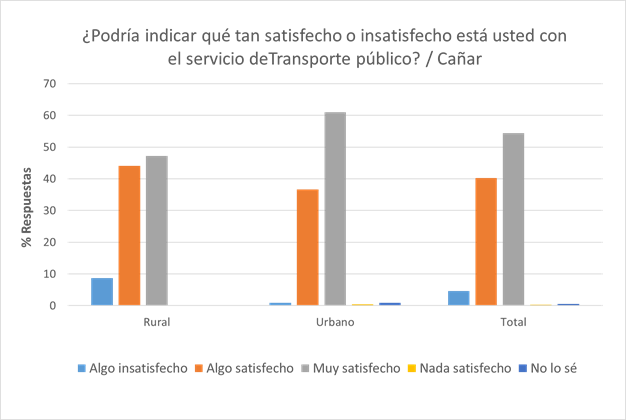 ¿Podría indicar qué tan satisfecho o insatisfecho está usted con
el servicio deTransporte público? / Cañar
% Respuestas
70
60
50
40
30
20
10
0
Rural Urbano Total
Algo insatisfecho Algo satisfecho Muy satisfecho Nada satisfecho No lo sé